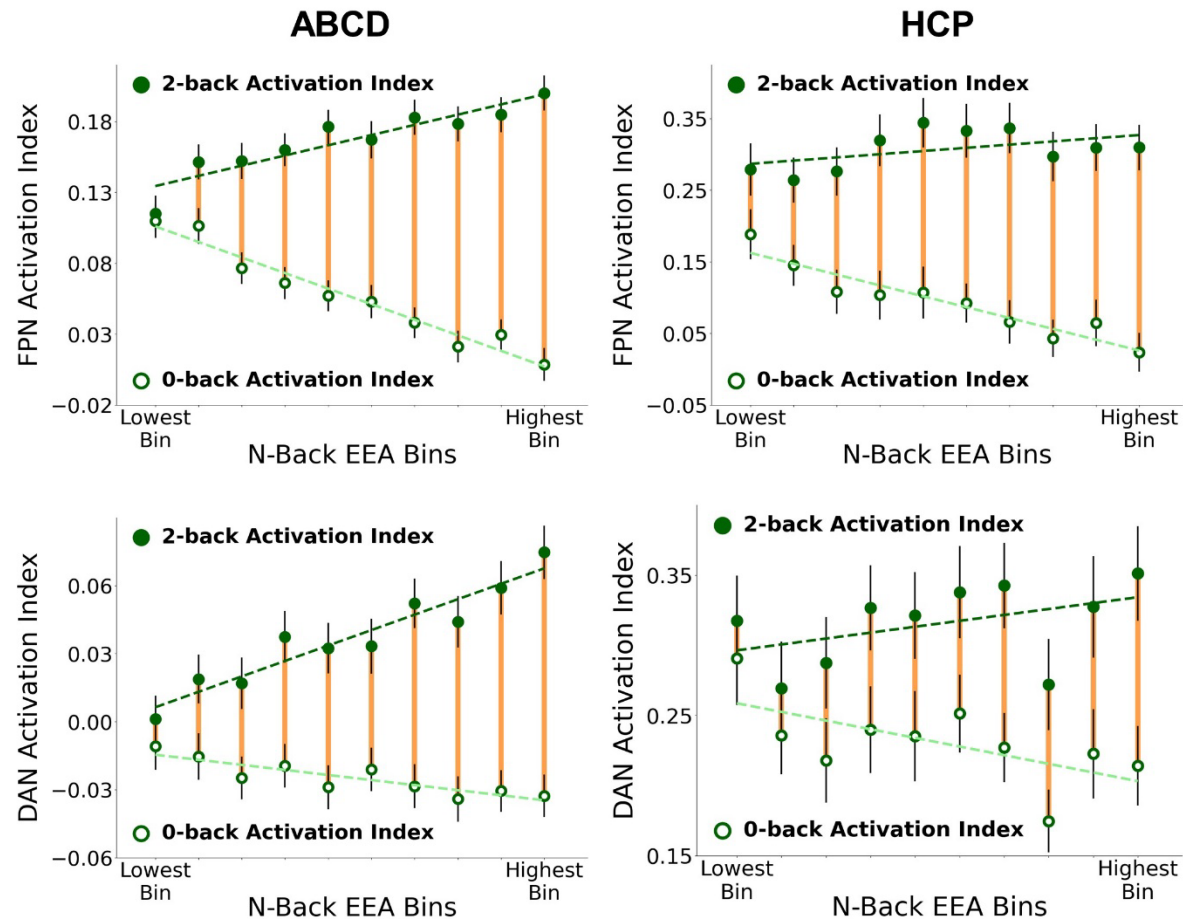 ABCD
HCP
FPN Activation Index
2-back Activation Index
0.18
0.13
0.08
0.03
−0.02
0-back Activation Index
Lowest Bin
Highest Bin
N-Back EEA Bins
FPN Activation Index
2-back Activation Index
0.35
0.25
0.15
0.05
−0.05
0-back Activation Index
Lowest Bin
Highest Bin
N-Back EEA Bins
DAN Activation Index
2-back Activation Index
0.06
0.03
0.00
−0.03
−0.06
0-back Activation Index
Lowest Bin
Highest Bin
N-Back EEA Bins
DAN Activation Index
2-back Activation Index
0.35
0.25
0.15
0-back Activation Index
Lowest Bin
Highest Bin
N-Back EEA Bins